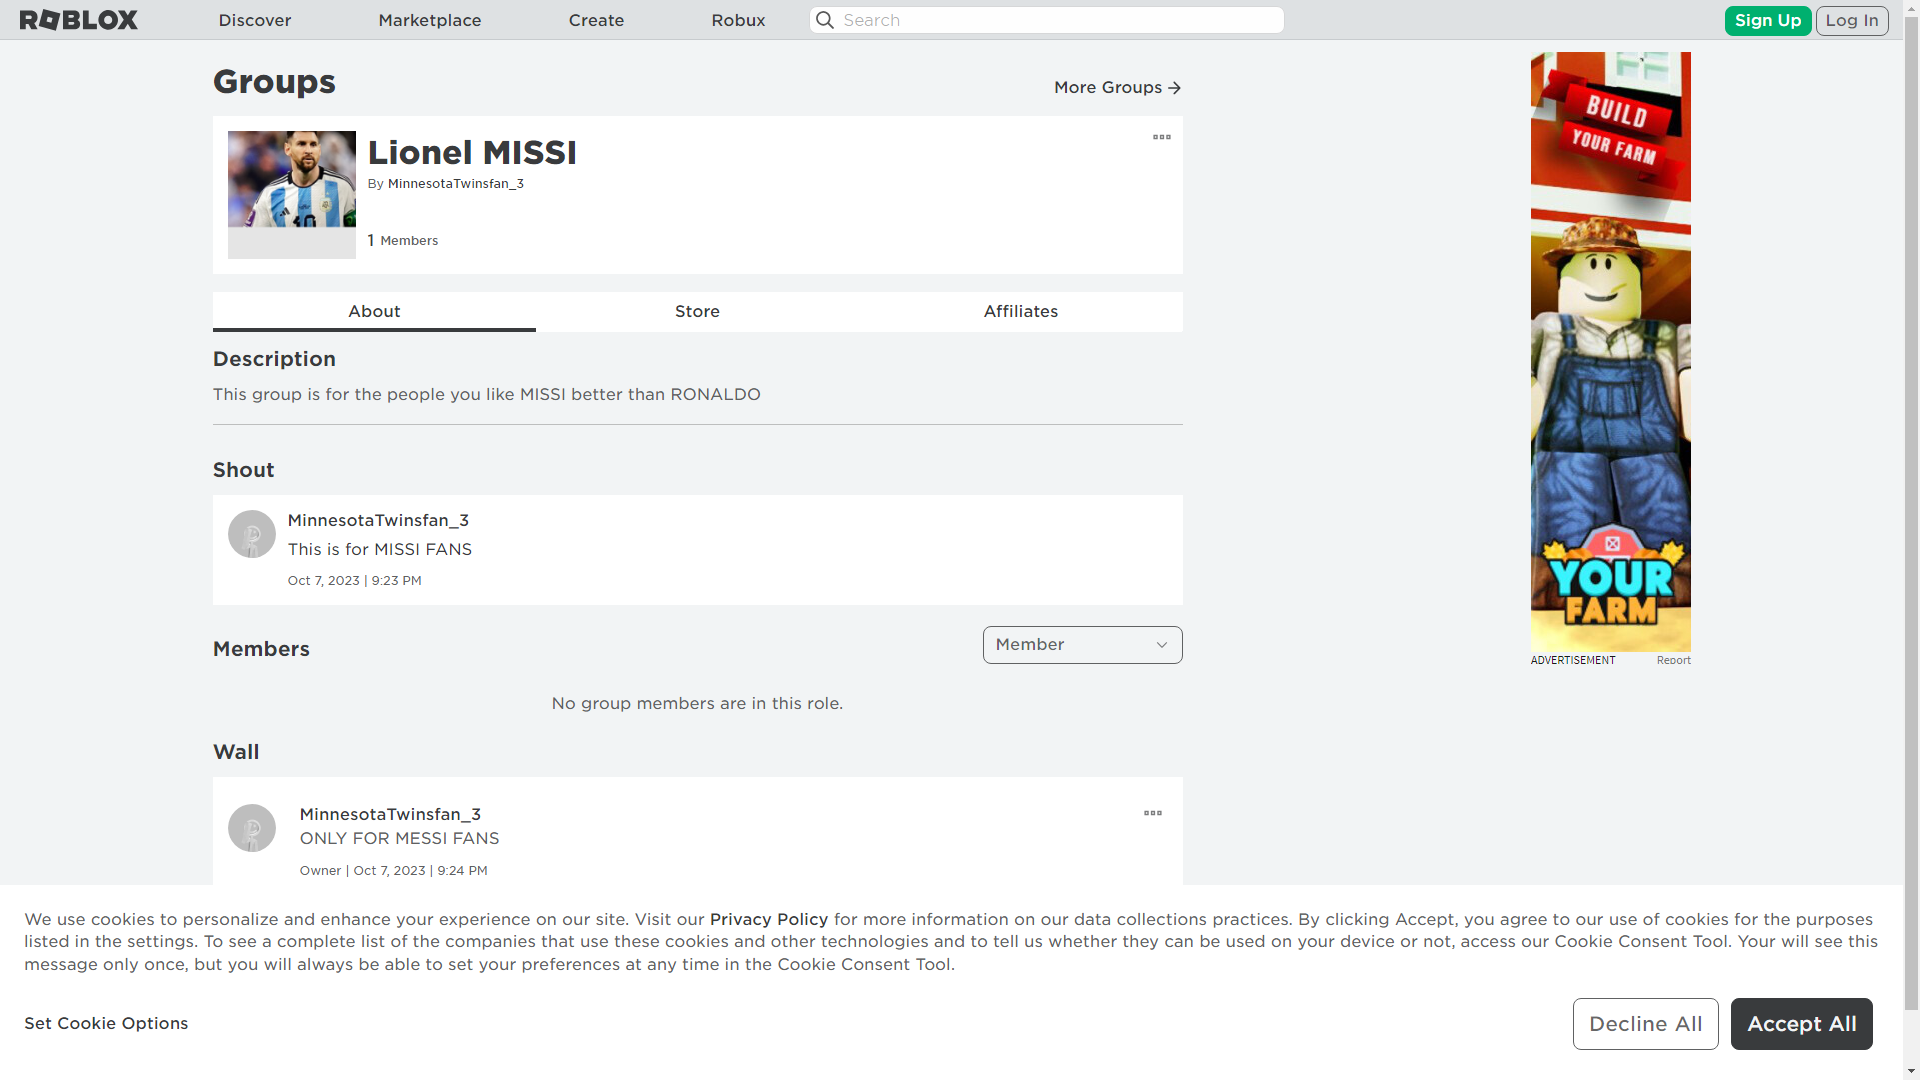 ROBLOX Discover Marketplace Create Robux Search Sign Up Log In
Groups
More Groups
Lionel MISSI
By MinnesotaTwinsfan_3
1 Members
About Store Affiliates
Description
This group is for the people you like MISSI better than RONALDO
Shout
MinnesotaTwinsfan_3
This is for MISSI FANS
Oct 7, 2023 | 9:23 PM
Members
Member
No group members are in this role.
Wall
MinnesotaTwinsfan_3
ONLY FOR MESSI FANS
Owner | Oct 7, 2023 | 9:24 PM
BUILD
YOUR FARM
YOUR
FARM
ADVERTISEMENT Report
We use cookies to personalize and enhance your experience on our site. Visit our Privacy Policy for more information on our data collections practices. By clicking Accept, you agree to our use of cookies for the purposes
listed in the settings. To see a complete list of the companies that use these cookies and other technologies and to tell us whether they can be used on your device or not, access our Cookie Consent Tool. Your will see this
message only once, but you will always be able to set your preferences at any time in the Cookie Consent Tool.
Set Cookie Options
Decline All
Accept All